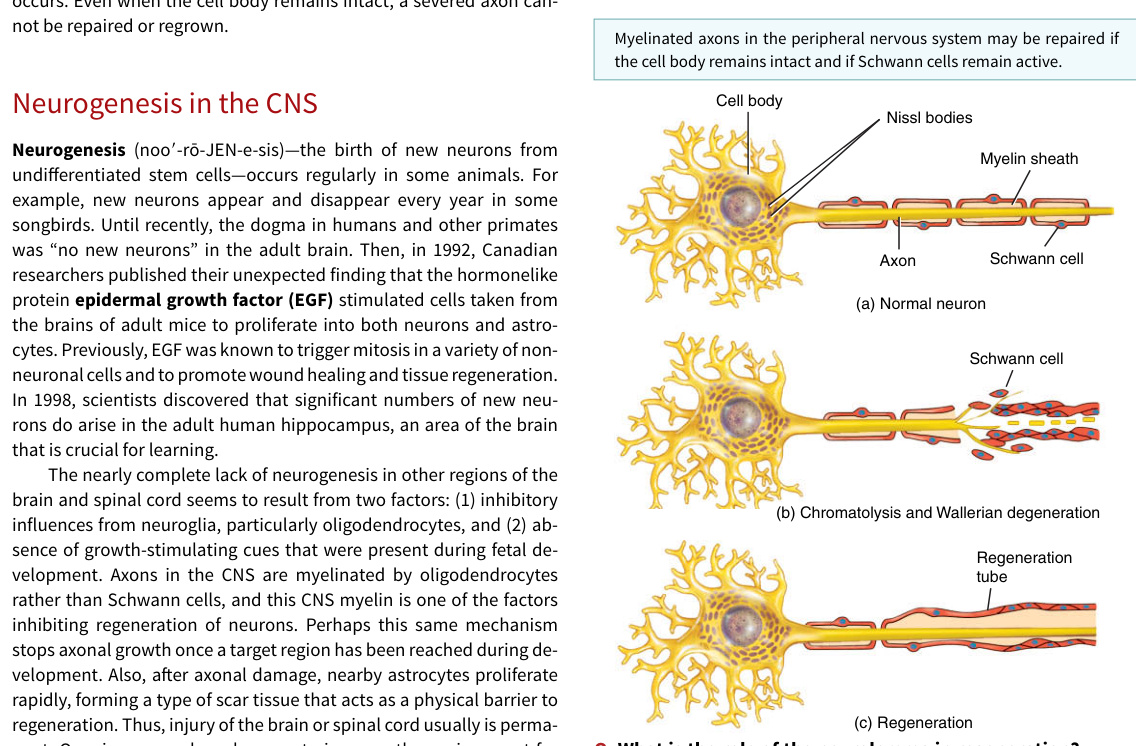 occurs. Even when the cell body remains intact, a severed axon can-
not be repaired or regrown.
Neurogenesis in the CNS
Neurogenesis (noo′-rō-JEN-e-sis)—the birth of new neurons from
undifferentiated stem cells—occurs regularly in some animals. For
example, new neurons appear and disappear every year in some
songbirds. Until recently, the dogma in humans and other primates
was “no new neurons” in the adult brain. Then, in 1992, Canadian
researchers published their unexpected finding that the hormonelike
protein epidermal growth factor (EGF) stimulated cells taken from
the brains of adult mice to proliferate into both neurons and astro-
cytes. Previously, EGF was known to trigger mitosis in a variety of non-
neuronal cells and to promote wound healing and tissue regeneration.
In 1998, scientists discovered that significant numbers of new neu-
rons do arise in the adult human hippocampus, an area of the brain
that is crucial for learning.
The nearly complete lack of neurogenesis in other regions of the
brain and spinal cord seems to result from two factors: (1) inhibitory
influences from neuroglia, particularly oligodendrocytes, and (2) ab-
sence of growth-stimulating cues that were present during fetal de-
velopment. Axons in the CNS are myelinated by oligodendrocytes
rather than Schwann cells, and this CNS myelin is one of the factors
inhibiting regeneration of neurons. Perhaps this same mechanism
stops axonal growth once a target region has been reached during de-
velopment. Also, after axonal damage, nearby astrocytes proliferate
rapidly, forming a type of scar tissue that acts as a physical barrier to
regeneration. Thus, injury of the brain or spinal cord usually is perma-
Myelinated axons in the peripheral nervous system may be repaired if
the cell body remains intact and if Schwann cells remain active.
Cell body
Nissl bodies
Myelin sheath
Axon
Schwann cell
(a) Normal neuron
Schwann cell
(b) Chromatolysis and Wallerian degeneration
Regeneration
tube
(c) Regeneration